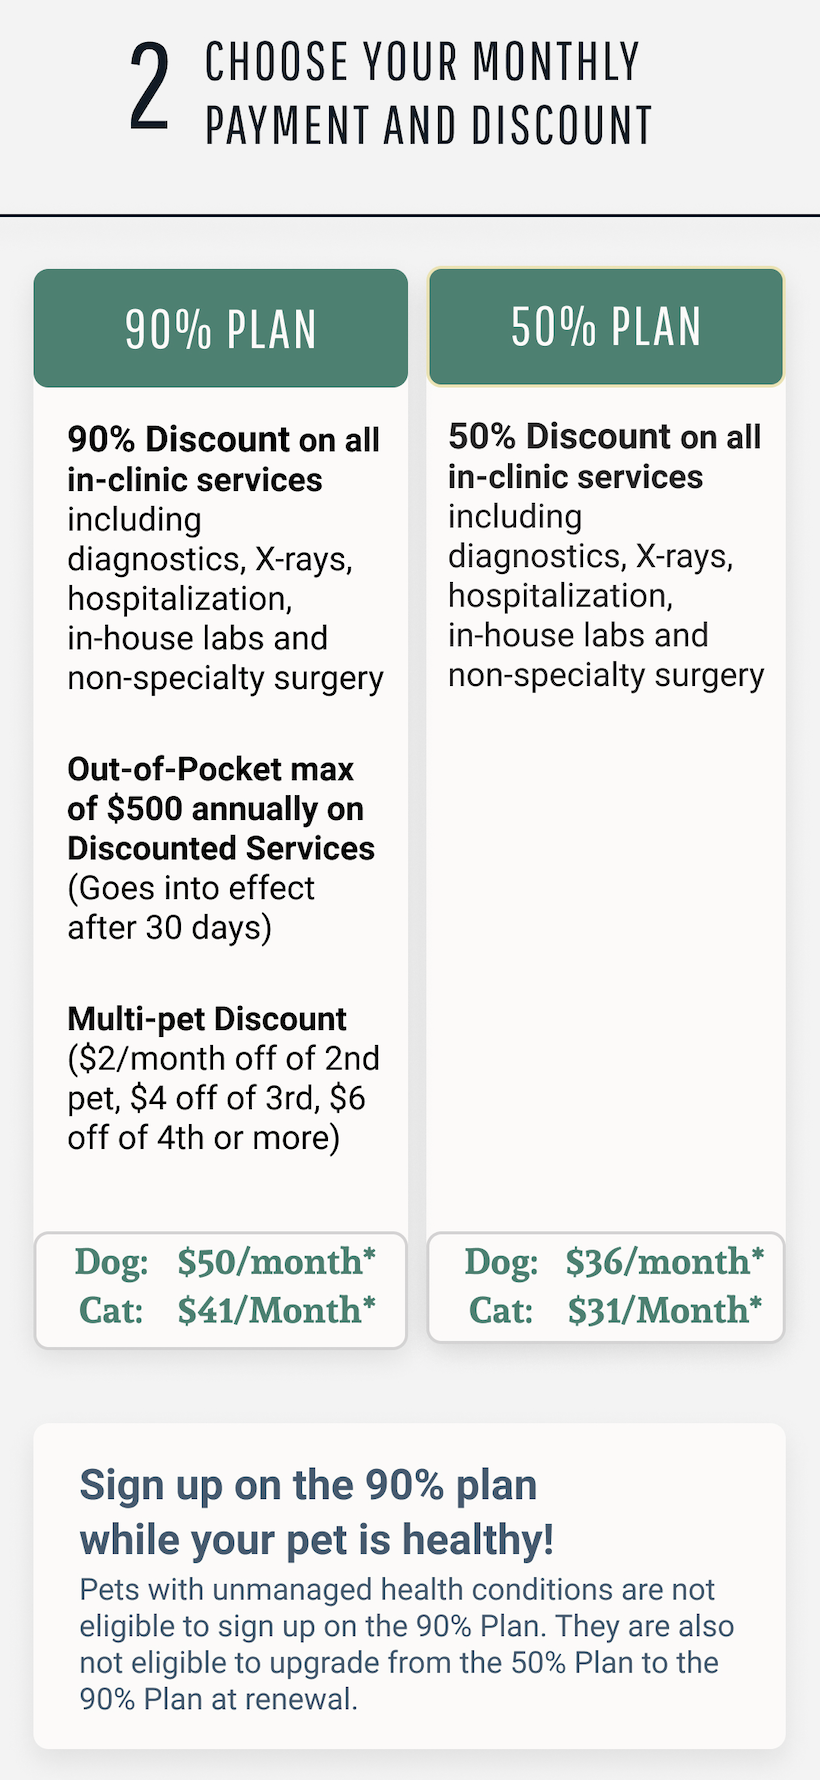 2
CHOOSE YOUR MONTHLY
PAYMENT AND DISCOUNT
90% PLAN
90% Discount on all
in-clinic services
including
diagnostics, X-rays,
hospitalization,
in-house labs and
non-specialty surgery
Out-of-Pocket max
of $500 annually on
Discounted Services
(Goes into effect
after 30 days)
Multi-pet Discount
($2/month off of 2nd
pet, $4 off of 3rd, $6
off of 4th or more)
Dog: $50/month*
Cat: $41/Month*
50% PLAN
50% Discount on all
in-clinic services
including
diagnostics, X-rays,
hospitalization,
in-house labs and
non-specialty surgery
Dog: $36/month*
Cat: $31/Month*
Sign up on the 90% plan
while your pet is healthy!
Pets with unmanaged health conditions are not
eligible to sign up on the 90% Plan. They are also
not eligible to upgrade from the 50% Plan to the
90% Plan at renewal.